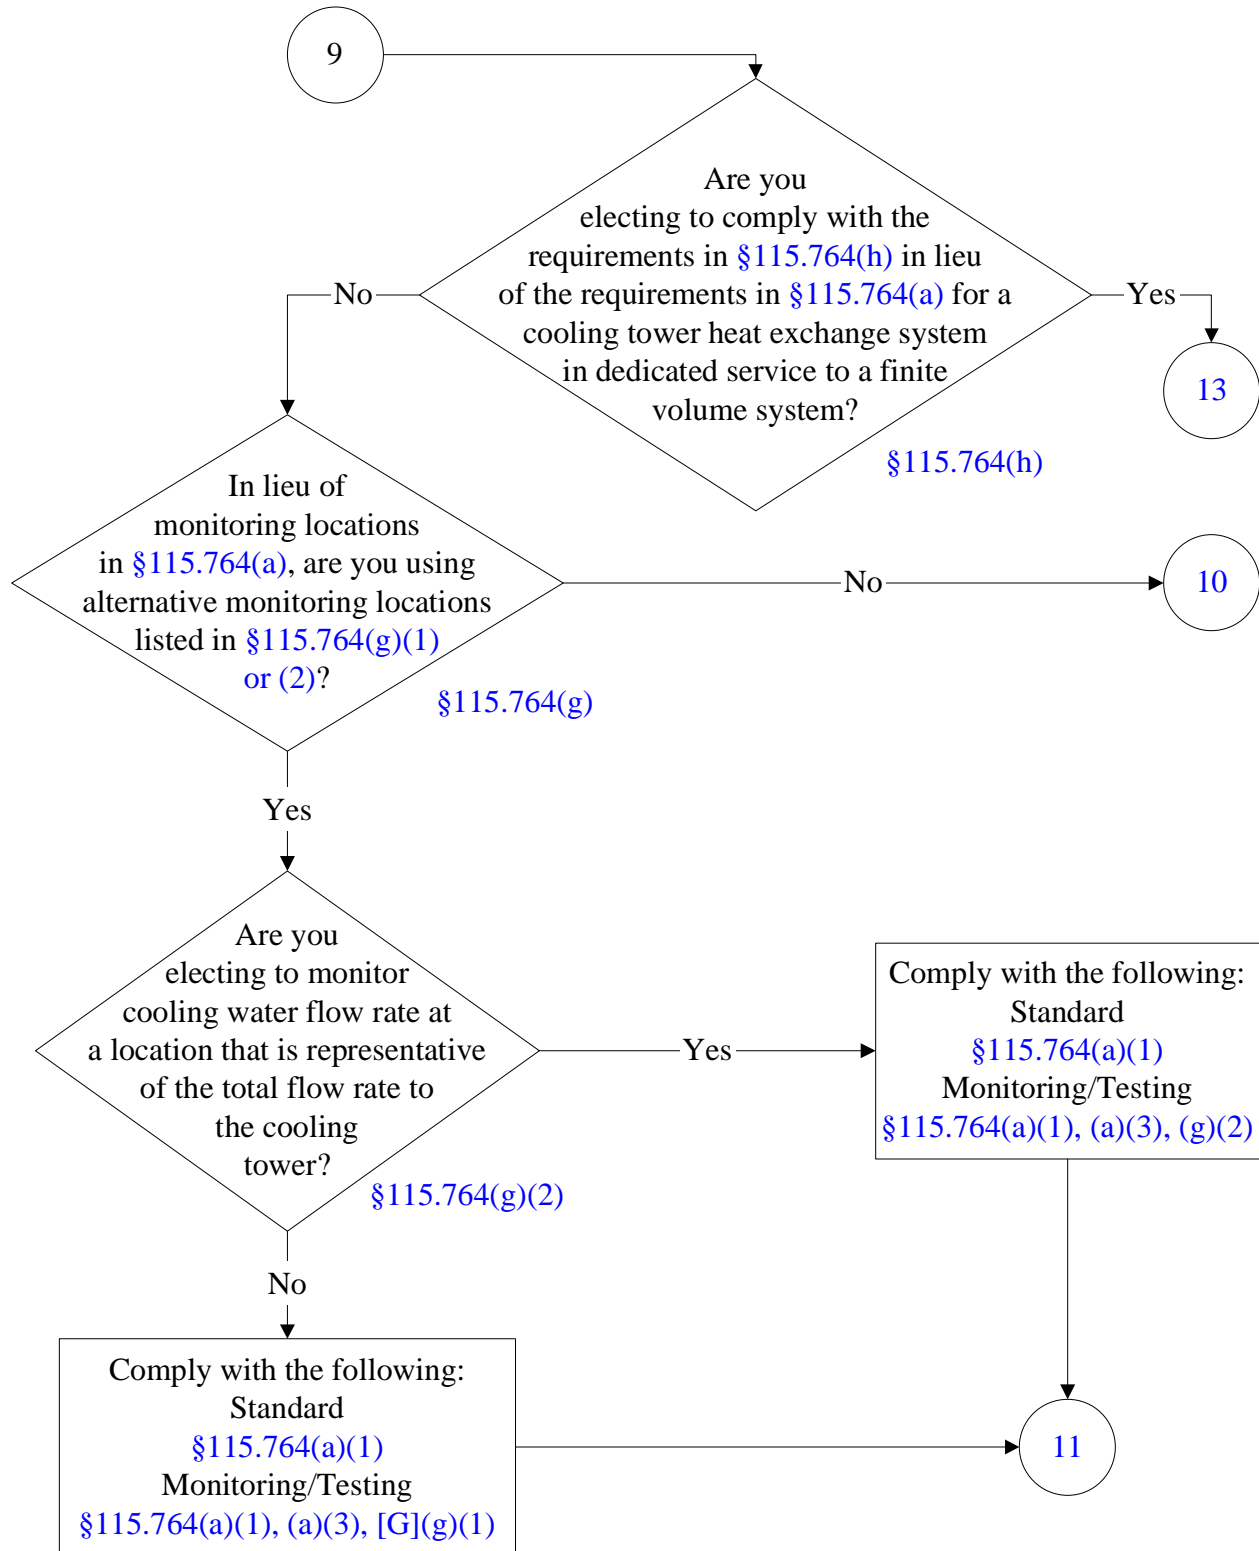 9
Are you
electing to comply with the
requirements in §115.764(h) in lieu
of the requirements in §115.764(a) for a
cooling tower heat exchange system
in dedicated service to a finite
volume system?
No
Yes
13
§115.764(h)
In lieu of
monitoring locations
in §115.764(a), are you using
alternative monitoring locations
listed in §115.764(g)(1)
or (2)?
No
10
§115.764(g)
Yes
Are you
electing to monitor
cooling water flow rate at
a location that is representative
of the total flow rate to
the cooling
tower?
Yes
§115.764(g)(2)
Comply with the following:
Standard
§115.764(a)(1)
Monitoring/Testing
§115.764(a)(1), (a)(3), (g)(2)
No
Comply with the following:
Standard
§115.764(a)(1)
Monitoring/Testing
§115.764(a)(1), (a)(3), [G](g)(1)
11